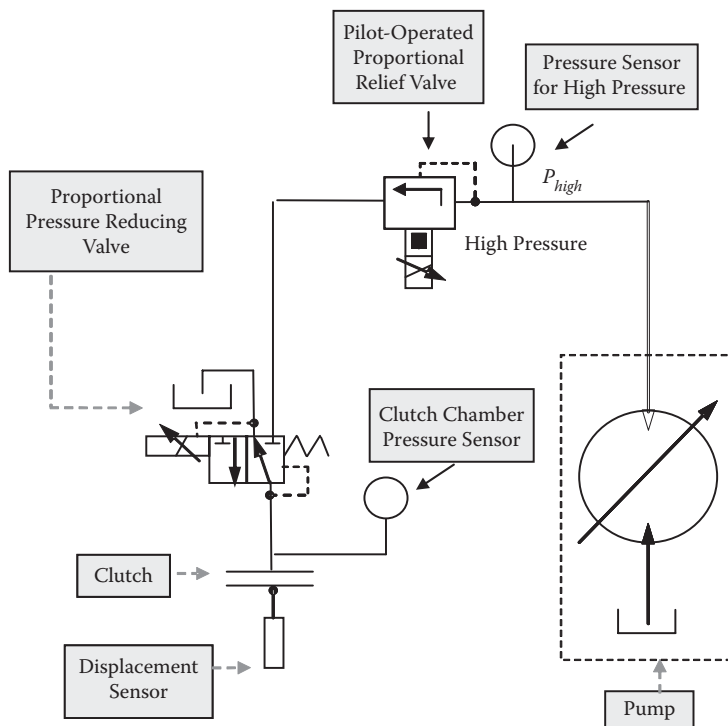 Pilot-Operated
Proportional
Relief Valve
Pressure Sensor
for High Pressure
Proportional
Pressure Reducing
Valve
P_high
High Pressure
Clutch Chamber
Pressure Sensor
Clutch
Displacement
Sensor
Pump